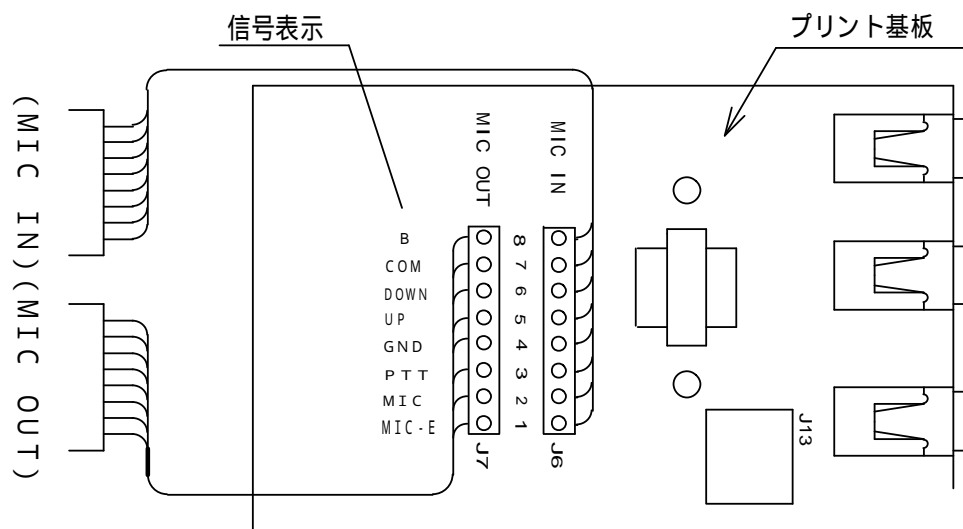 信号表示
プリント基板
(MIC IN)
(MIC OUT)
MIC OUT
MIC IN
B
COM
DOWN
UP
GND
PTT
MIC
MIC-E
8
7
6
5
4
3
2
1
J7
J6
J13